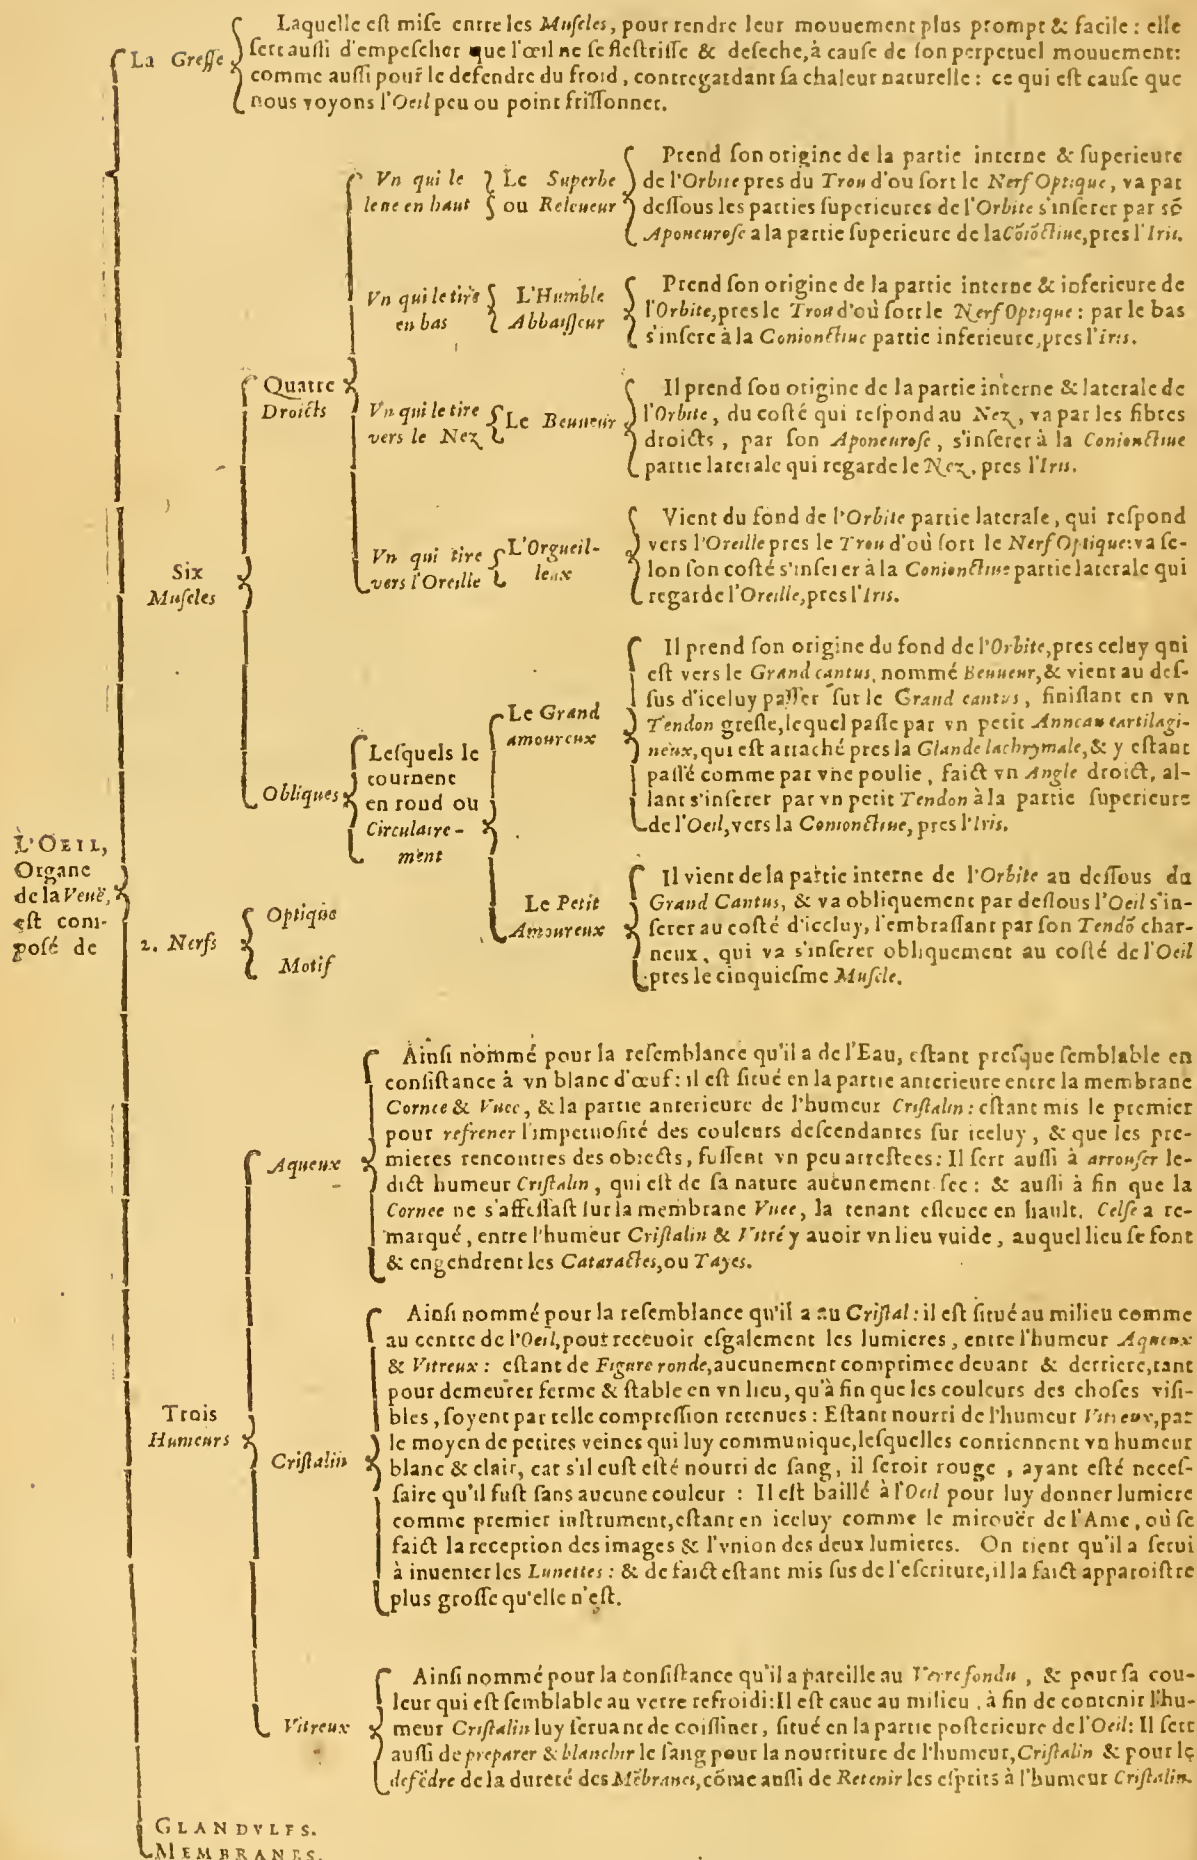 La Gresse
Laquelle est mise entre les Muscles, pour rendre leur mouuement plus prompt & facile : elle
sert aussi d'empescher que l'œil ne se flestrisse & deseche, à cause de son perpetuel mouuement:
comme aussi pour le defendre du froid, contregardant sa chaleur naturelle : ce qui est cause que
nous voyons l'Oeil peu ou point frissonner.
L'OEIL,
Organe
de la Veuë,
est com-
posé de
Six
Muscles
Quatre
Droicts
Vn qui le
leue en haut
Le Superbe
ou Releueur
Prend son origine de la partie interne & superieure
de l'Orbite pres du Trou d'ou sort le Nerf Optique, va par
dessous les parties superieures de l'Orbite s'inserer par sõ
Aponeurose a la partie superieure de la Cõiõctiue, pres l'Iris.
Vn qui le tire
en bas
L'Humble
Abbaisseur
Prend son origine de la partie interne & inferieure de
l'Orbite, pres le Trou d'où sort le Nerf Optique : par le bas
s'insere à la Conionctiue partie inferieure, pres l'Iris.
Vn qui le tire
vers le Nez
Le Beuueur
Il prend son origine de la partie interne & laterale de
l'Orbite, du costé qui respond au Nez, va par les fibres
droicts, par son Aponeurose, s'inserer à la Conionctiue
partie laterale qui regarde le Nez, pres l'Iris.
Vn qui tire
vers l'Oreille
L'Orgueil-
leux
Vient du fond de l'Orbite partie laterale, qui respond
vers l'Oreille pres le Trou d'où sort le Nerf Optique: va se-
lon son costé s'inserer à la Conionctiue partie laterale qui
regarde l'Oreille, pres l'Iris.
Obliques
Lesquels le
tournent
en rond ou
Circulaire-
ment
Le Grand
amoureux
Il prend son origine du fond de l'Orbite, pres celuy qui
est vers le Grand cantus, nommé Beuueur, & vient au des-
sus d'iceluy passer sur le Grand cantus, finissant en vn
Tendon gresle, lequel passe par vn petit Anneau cartilagi-
neux, qui est attaché pres la Glande lachrymale, & y estant
passé comme par vne poulie, faict vn Angle droict, al-
lant s'inserer par vn petit Tendon à la partie superieure
de l'Oeil, vers la Conionctiue, pres l'Iris.
Le Petit
Amoureux
Il vient de la partie interne de l'Orbite au dessous du
Grand Cantus, & va obliquement par dessous l'Oeil s'in-
serer au costé d'iceluy, l'embrassant par son Tendõ char-
neux, qui va s'inserer obliquement au costé de l'Oeil
pres le cinquiesme Muscle.
2. Nerfs
Optique
Motif
Trois
Humeurs
Aqueux
Ainsi nommé pour la resemblance qu'il a de l'Eau, estant presque semblable en
consistance à vn blanc d'œuf: il est situé en la partie anterieure entre la membrane
Cornee & Vuee, & la partie anterieure de l'humeur Cristalin : estant mis le premier
pour refrener l'impetuosité des couleurs descendantes sur iceluy, & que les pre-
mieres rencontres des obiects, fussent vn peu arrestees: Il sert aussi à arrouser le-
dict humeur Cristalin, qui est de sa nature aucunement sec : & aussi à fin que la
Cornee ne s'affessast sur la membrane Vuee, la tenant esleuee en hault. Celse a re-
marqué, entre l'humeur Cristalin & Vitré y auoir vn lieu vuide, auquel lieu se font
& engendrent les Cataractes, ou Tayes.
Cristalin
Ainsi nommé pour la resemblance qu'il a au Cristal : il est situé au milieu comme
au centre de l'Oeil, pour receuoir esgalement les lumieres, entre l'humeur Aqueux
& Vitreux : estant de Figure ronde, aucunement comprimee deuant & derriere, tant
pour demeurer ferme & stable en vn lieu, qu'à fin que les couleurs des choses visi-
bles, soyent par telle compression retenues : Estant nourri de l'humeur Vitreux, par
le moyen de petites veines qui luy communique, lesquelles contiennent vn humeur
blanc & clair, car s'il eust esté nourri de sang, il seroit rouge, ayant esté neces-
saire qu'il fust sans aucune couleur : Il est baillé à l'Oeil pour luy donner lumiere
comme premier instrument, estant en iceluy comme le mirouër de l'Ame, où se
faict la reception des images & l'vnion des deux lumieres. On tient qu'il a serui
à inuenter les Lunettes : & de faict estant mis sus de l'escriture, il la faict apparoistre
plus grosse qu'elle n'est.
Vitreux
Ainsi nommé pour la consistance qu'il a pareille au Verre fondu, & pour sa cou-
leur qui est semblable au verre refroidi: Il est caue au milieu, à fin de contenir l'hu-
meur Cristalin luy seruant de coissinet, situé en la partie posterieure de l'Oeil: Il sert
aussi de preparer & blanchir le sang pour la nourriture de l'humeur, Cristalin & pour le
defẽdre de la dureté des Mẽbranes, cõme aussi de Retenir les esprits à l'humeur Cristalin.
GLANDVLES.
MEMBRANES.